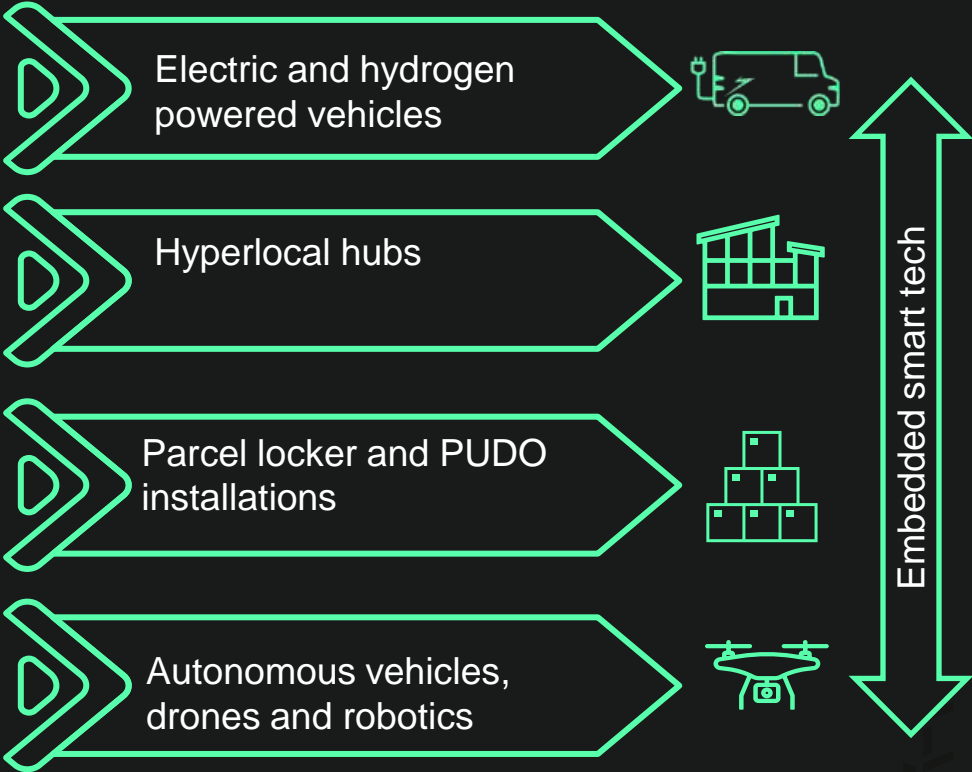 Electric and hydrogen
powered vehicles
Hyperlocal hubs
Parcel locker and PUDO
installations
Autonomous vehicles,
drones and robotics
Embedded smart tech